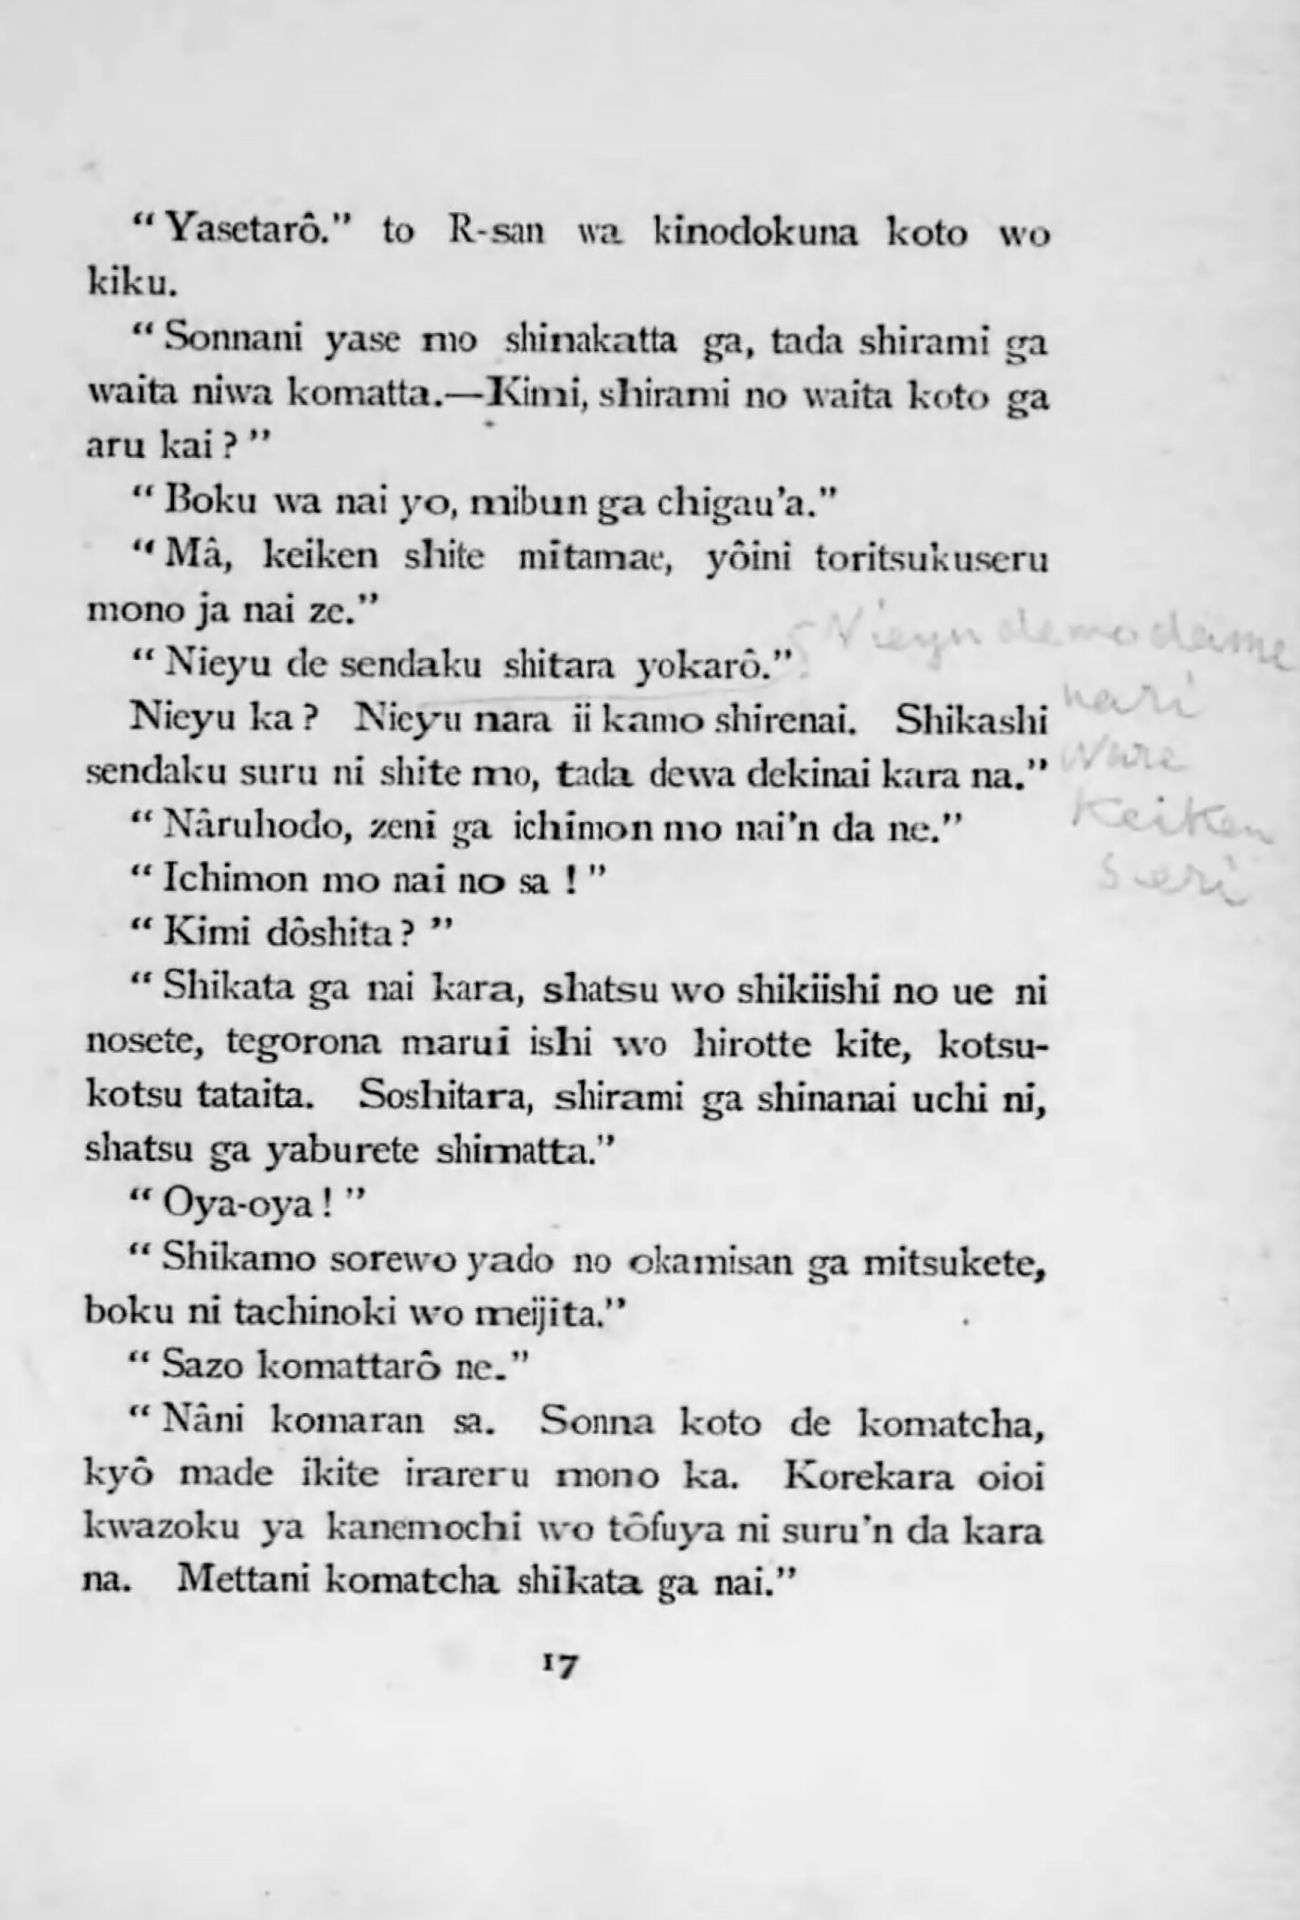 “ Yasetarô.” to R-san wa kinodokuna koto wo
kiku.
“ Sonnani yase mo shinakatta ga, tada shirami ga
waita niwa komatta.—Kimi, shirami no waita koto ga
aru kai ? ”
“ Boku wa nai yo, mibun ga chigau’a.”
“ Mâ, keiken shite mitamae, yôini toritsukuseru
mono ja nai ze.”
“ Nieyu de sendaku shitara yokarô.”
Nieyu demo dame
nari
Ware
Keiken
seri
Nieyu ka ? Nieyu nara ii kamo shirenai. Shikashi
sendaku suru ni shite mo, tada dewa dekinai kara na.”
“ Nâruhodo, zeni ga ichimon mo nai’n da ne.”
“ Ichimon mo nai no sa ! ”
“ Kimi dôshita ? ”
“ Shikata ga nai kara, shatsu wo shikiishi no ue ni
nosete, tegorona marui ishi wo hirotte kite, kotsu-
kotsu tataita. Soshitara, shirami ga shinanai uchi ni,
shatsu ga yaburete shimatta.”
“ Oya-oya ! ”
“ Shikamo sorewo yado no okamisan ga mitsukete,
boku ni tachinoki wo meijita.”
“ Sazo komattarô ne.”
“ Nâni komaran sa. Sonna koto de komatcha,
kyô made ikite irareru mono ka. Korekara oioi
kwazoku ya kanemochi wo tôfuya ni suru’n da kara
na. Mettani komatcha shikata ga nai.”
17